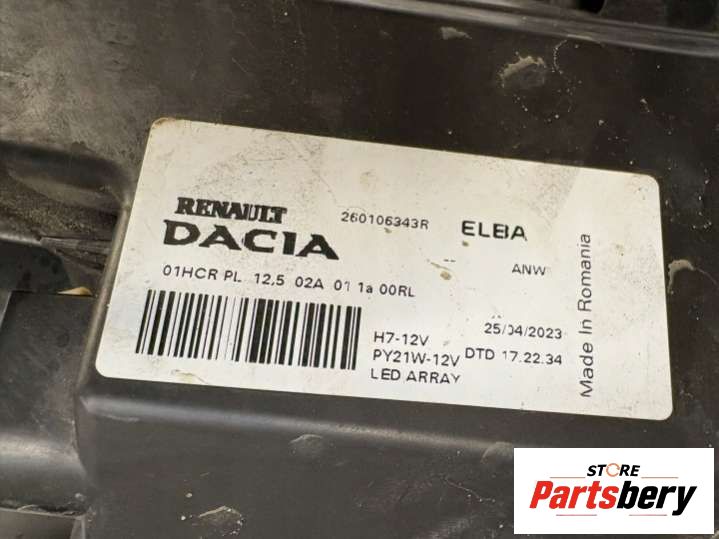 RENAULT 260106343R ELBA
DACIA ANW
01HCR PL 12.5 02A 01 1a 00RL
H7-12V 25/04/2023
PY21W-12V DTD 17.22.34
LED ARRAY
Made In Romania
STORE
Partsbery